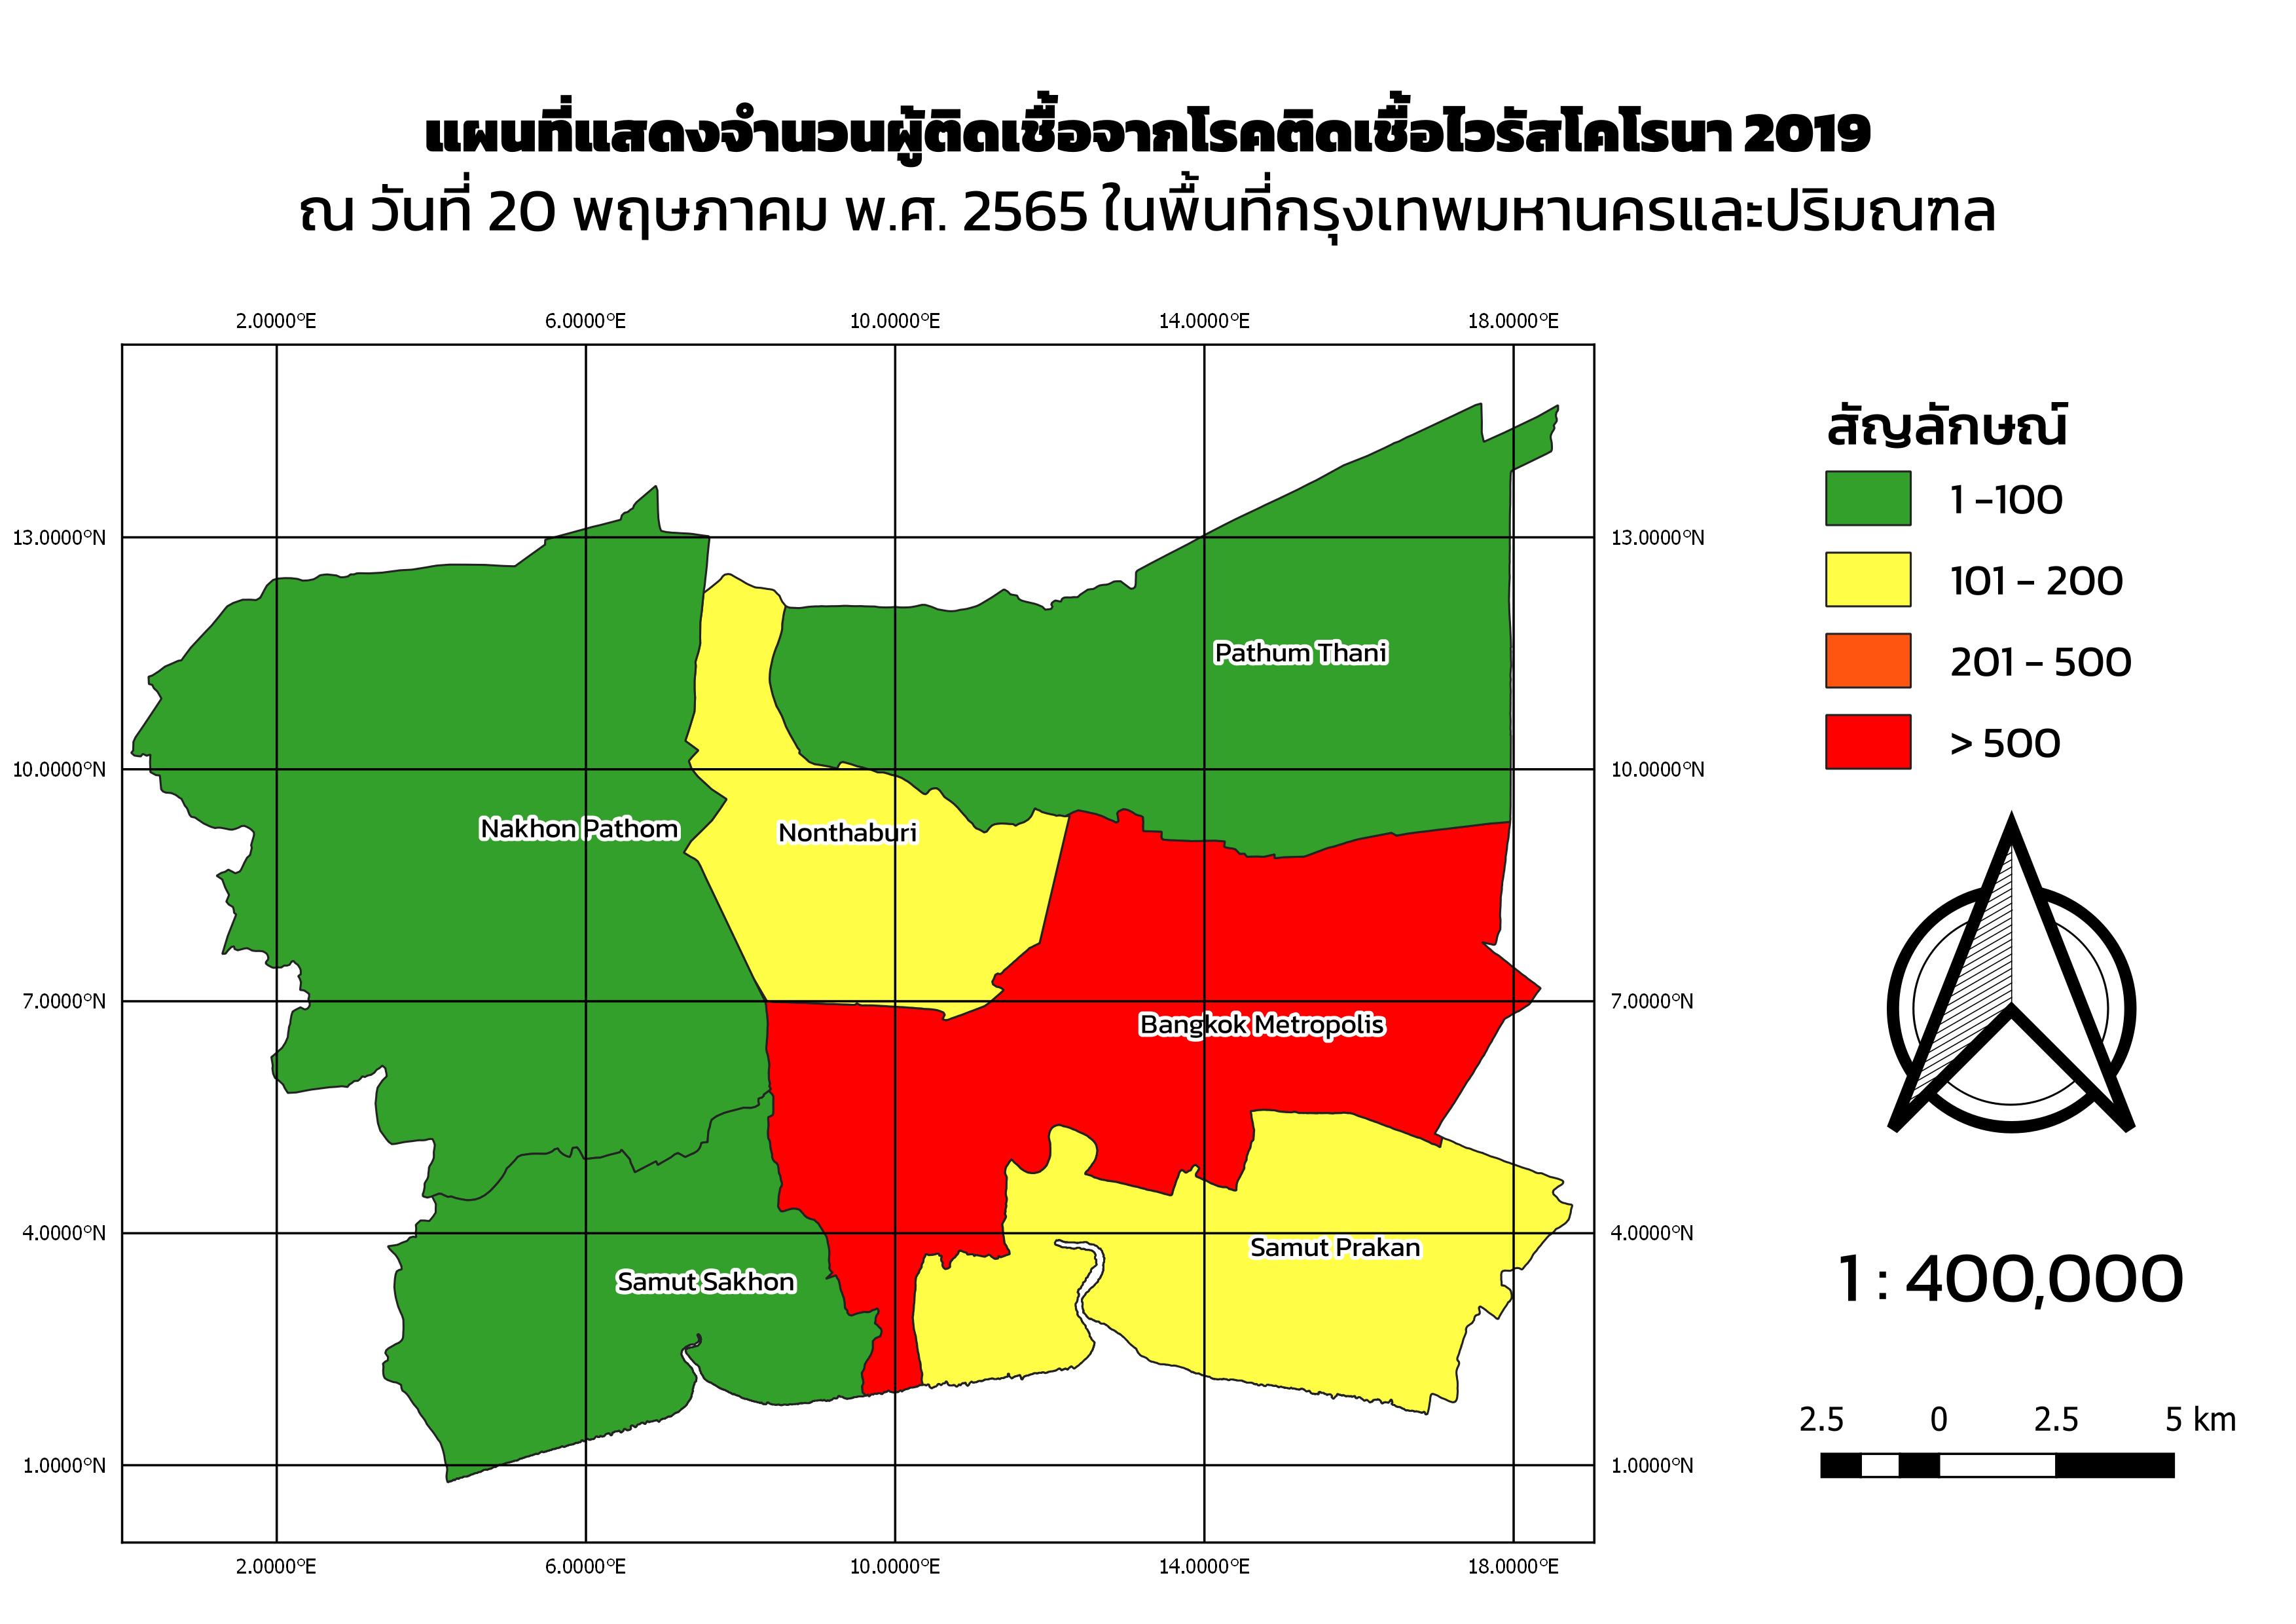 แผนที่แสดงจำนวนผู้ติดเชื้อจากโรคติดเชื้อไวรัสโคโรนา 2019
ณ วันที่ 20 พฤษภาคม พ.ศ. 2565 ในพื้นที่กรุงเทพมหานครและปริมณฑล
2.0000°E 6.0000°E 10.0000°E 14.0000°E 18.0000°E
สัญลักษณ์
1 -100
13.0000°N 13.0000°N
101 - 200
Pathum Thani
201 - 500
> 500
10.0000°N 10.0000°N
Nakhon Pathom
Nonthaburi
7.0000°N 7.0000°N
Bangkok Metropolis
4.0000°N 4.0000°N
Samut Prakan
Samut Sakhon
1 : 400,000
2.5 0 2.5 5 km
1.0000°N 1.0000°N
2.0000°E 6.0000°E 10.0000°E 14.0000°E 18.0000°E